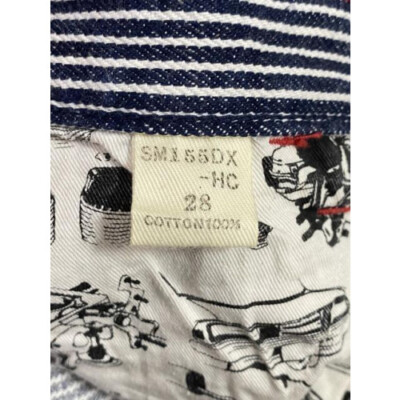 SM155DX
-HC
28
COTTON100%